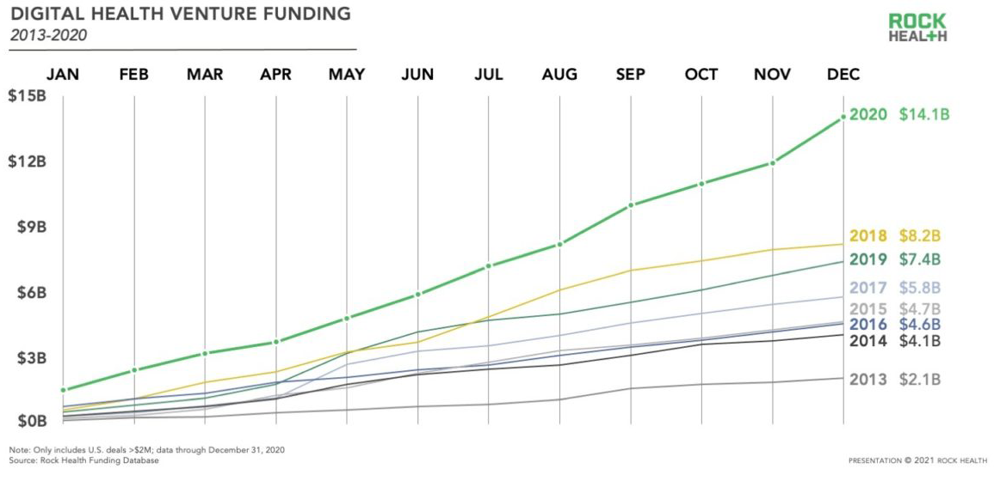 DIGITAL HEALTH VENTURE FUNDING
2013-2020
ROCK
HEALTH
JAN FEB MAR APR MAY JUN JUL AUG SEP OCT NOV DEC
$15B
2020 $14.1B
$12B
$9B
2018 $8.2B
2019 $7.4B
$6B
2017 $5.8B
2015 $4.7B
2016 $4.6B
2014 $4.1B
$3B
2013 $2.1B
$0B
Note: Only includes U.S. deals >$2M; data through December 31, 2020
Source: Rock Health Funding Database
PRESENTATION © 2021 ROCK HEALTH